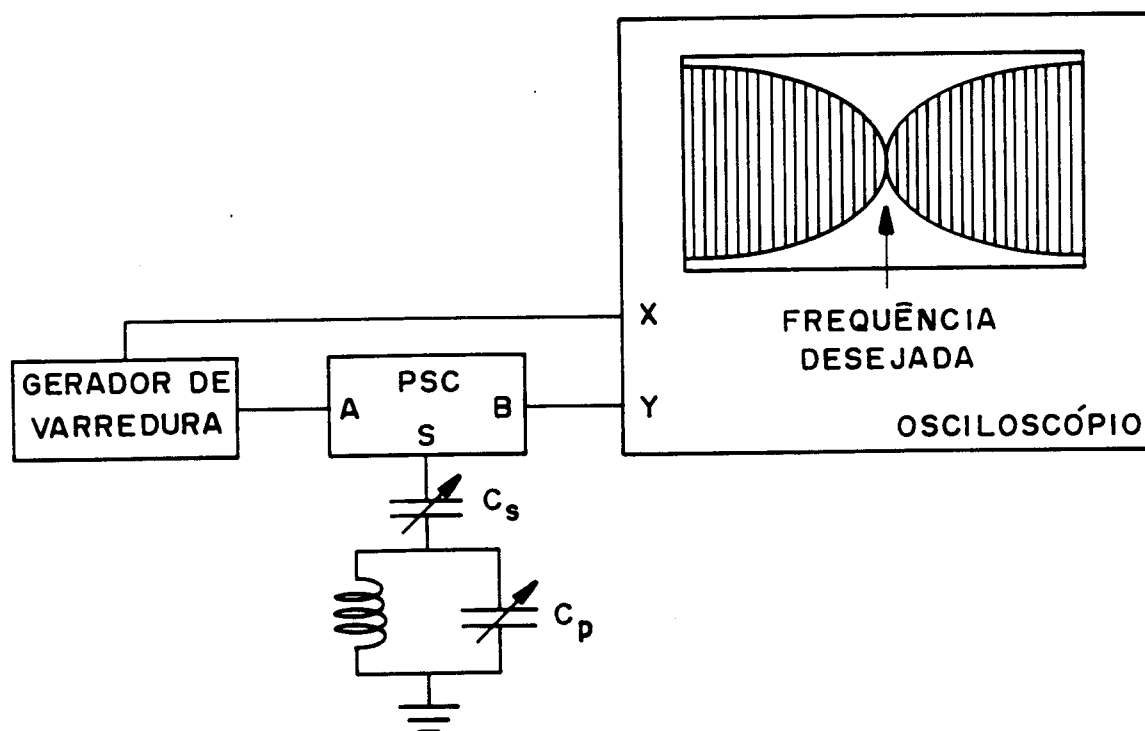 X
FREQUÊNCIA
DESEJADA
GERADOR DE
VARREDURA
PSC
A
B
S
Y
OSCILOSCÓPIO
Cs
Cp